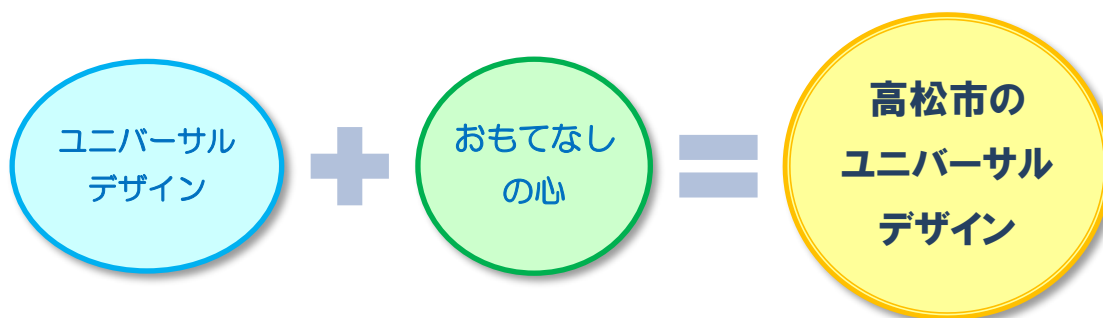 ユニバーサル
デザイン
＋
おもてなし
の心
＝
高松市の
ユニバーサル
デザイン